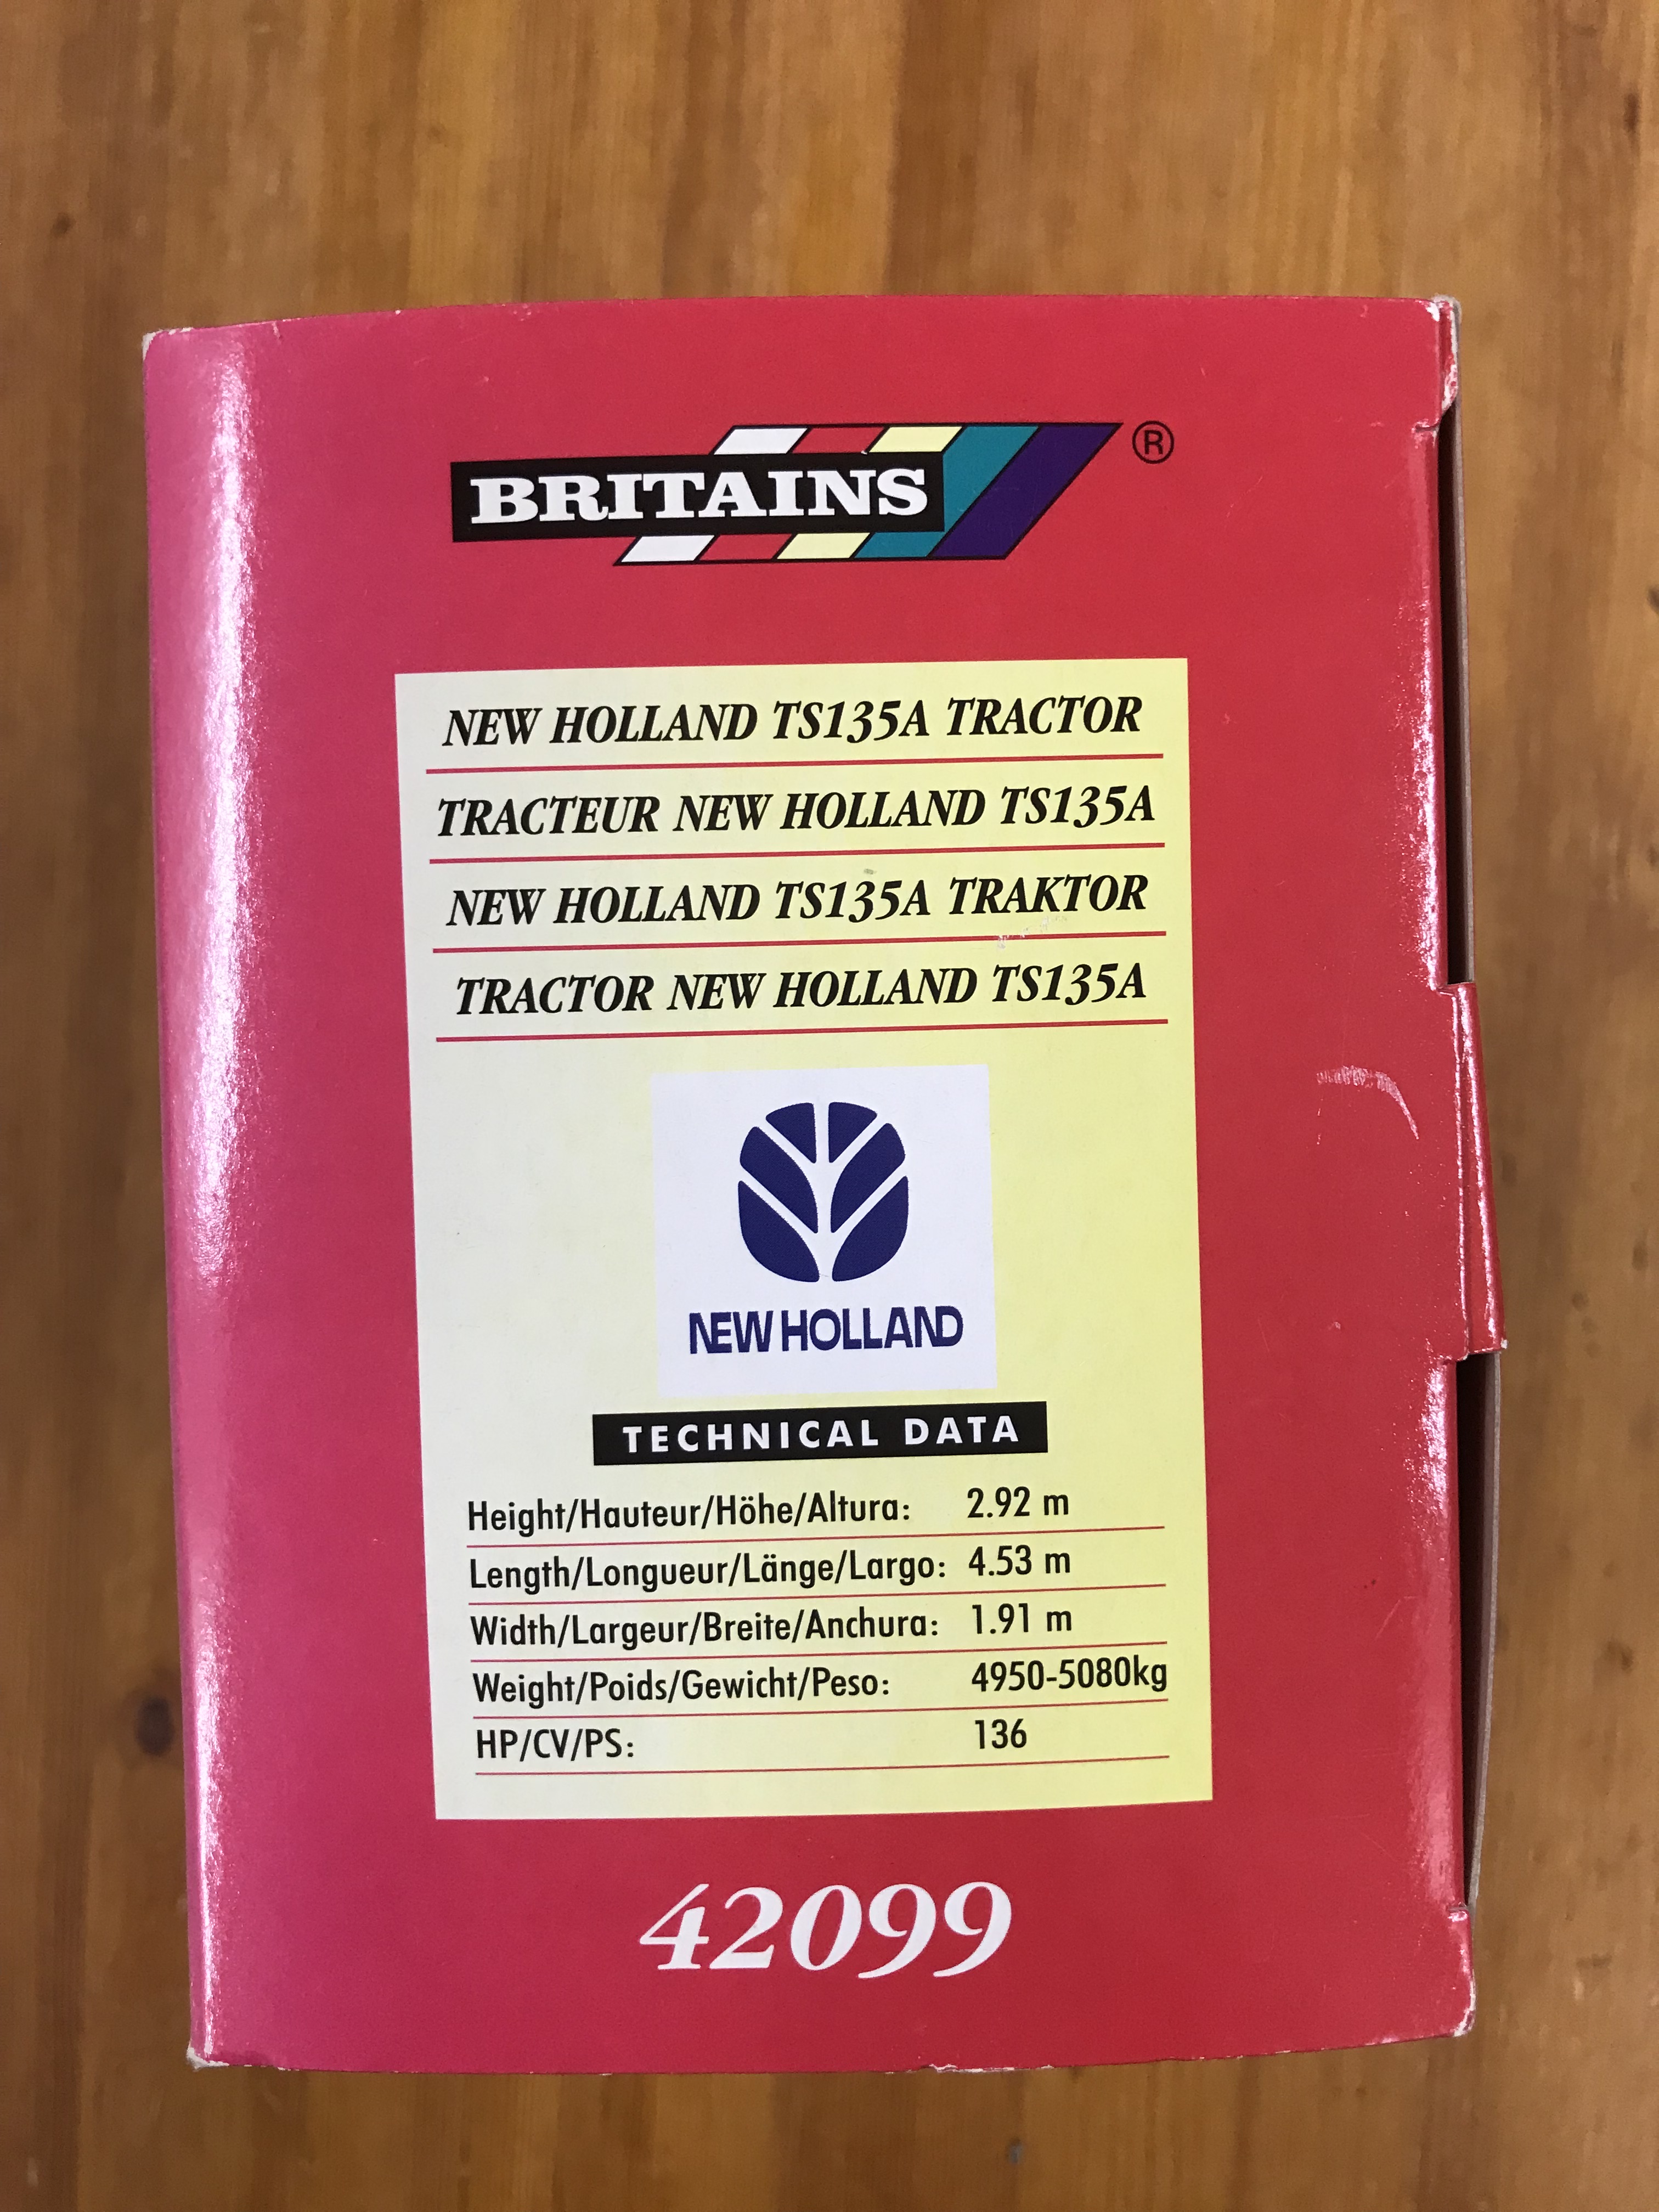 BRITAINS ®
NEW HOLLAND TS135A TRACTOR
TRACTEUR NEW HOLLAND TS135A
NEW HOLLAND TS135A TRAKTOR
TRACTOR NEW HOLLAND TS135A
NEW HOLLAND
TECHNICAL DATA
Height/Hauteur/Höhe/Altura: 2.92 m
Length/Longueur/Länge/Largo: 4.53 m
Width/Largeur/Breite/Anchura: 1.91 m
Weight/Poids/Gewicht/Peso: 4950-5080kg
HP/CV/PS: 136
42099